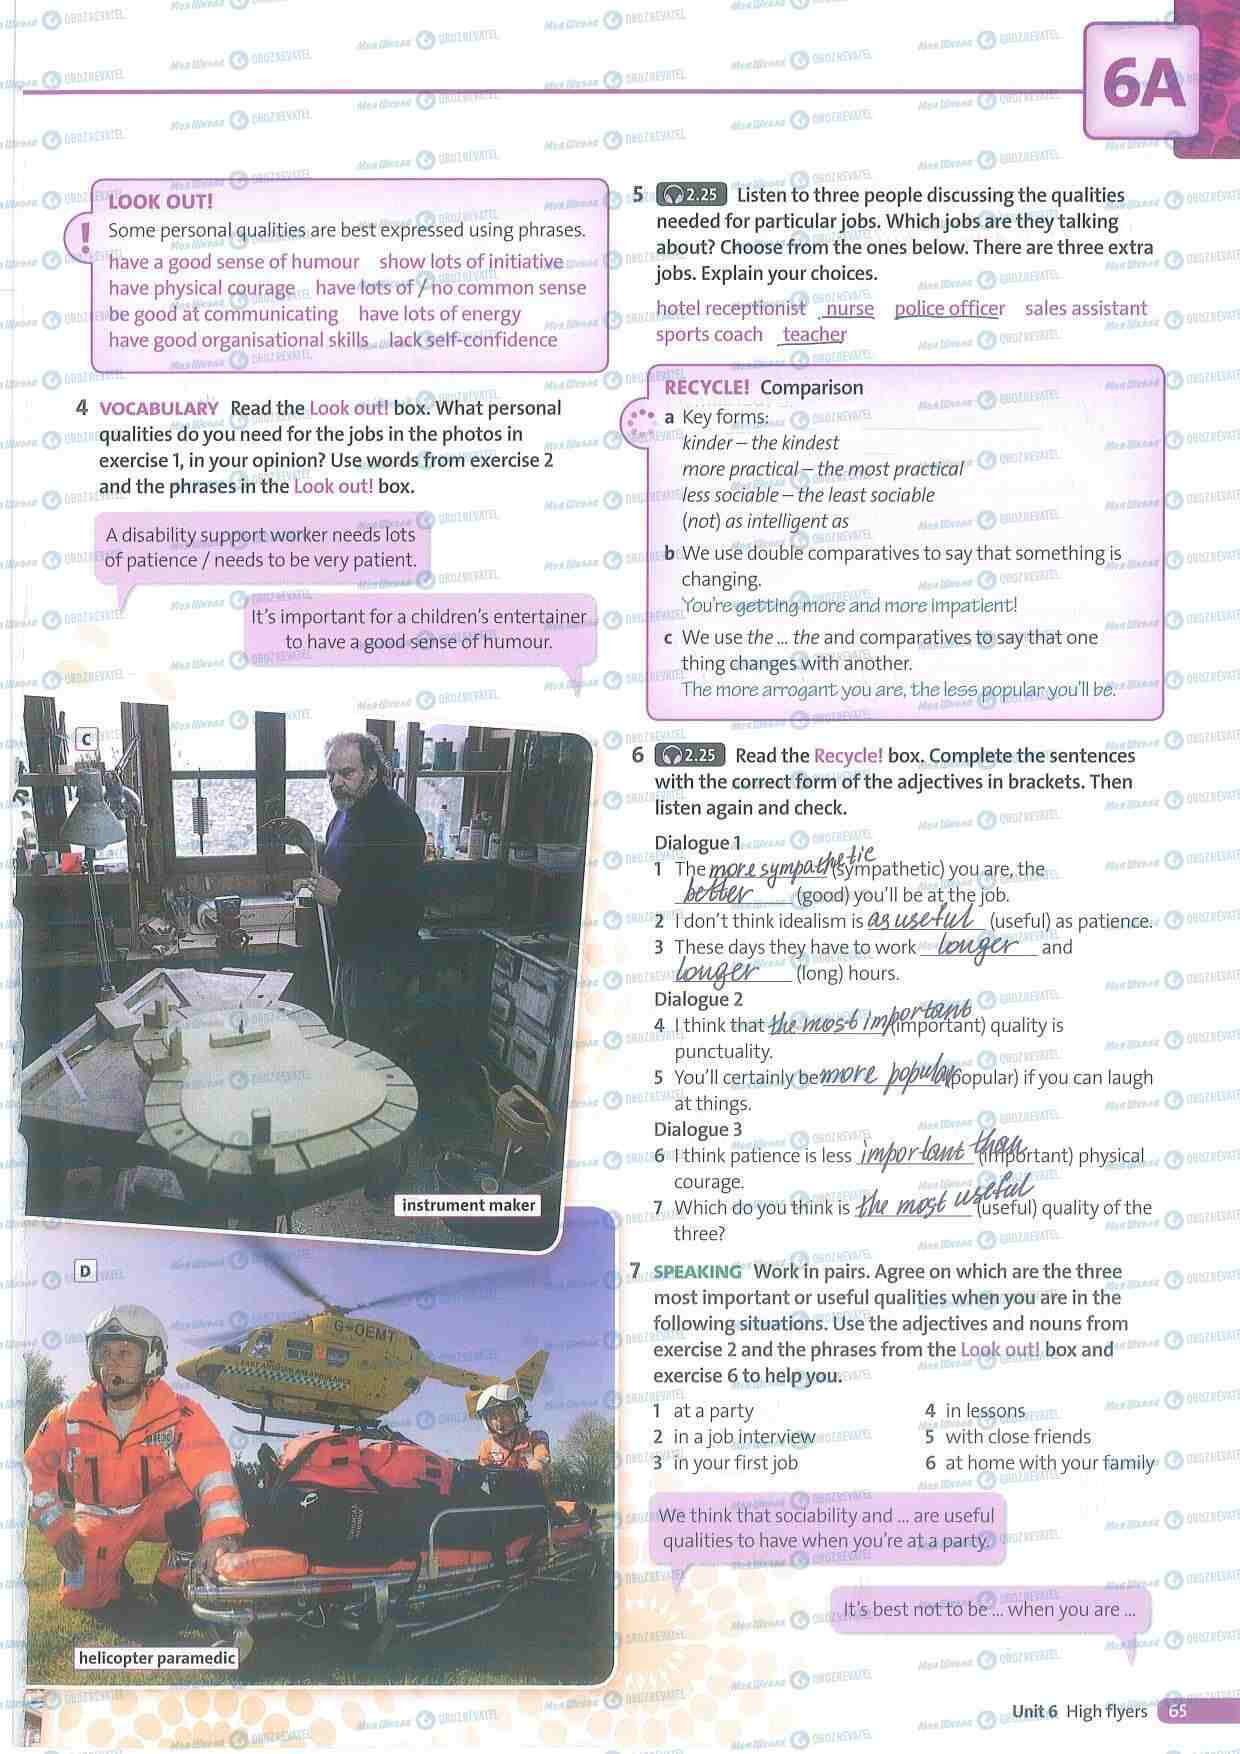 6A
LOOK OUT!
! Some personal qualities are best expressed using phrases.
have a good sense of humour show lots of initiative
have physical courage have lots of / no common sense
be good at communicating have lots of energy
have good organisational skills lack self-confidence
4 VOCABULARY Read the Look out! box. What personal
qualities do you need for the jobs in the photos in
exercise 1, in your opinion? Use words from exercise 2
and the phrases in the Look out! box.
A disability support worker needs lots
of patience / needs to be very patient.
It's important for a children's entertainer
to have a good sense of humour.
C
instrument maker
D
G-OEMT
helicopter paramedic
5 2.25 Listen to three people discussing the qualities
needed for particular jobs. Which jobs are they talking
about? Choose from the ones below. There are three extra
jobs. Explain your choices.
hotel receptionist nurse police officer sales assistant
sports coach teacher
RECYCLE! Comparison
a Key forms:
kinder – the kindest
more practical – the most practical
less sociable – the least sociable
(not) as intelligent as
b We use double comparatives to say that something is
changing.
You're getting more and more impatient!
c We use the ... the and comparatives to say that one
thing changes with another.
The more arrogant you are, the less popular you'll be.
6 2.25 Read the Recycle! box. Complete the sentences
with the correct form of the adjectives in brackets. Then
listen again and check.
Dialogue 1
1 The more sympathetic (sympathetic) you are, the
better (good) you'll be at the job.
2 I don't think idealism is as useful (useful) as patience.
3 These days they have to work longer and
longer (long) hours.
Dialogue 2
4 I think that the most important (important) quality is
punctuality.
5 You'll certainly be more popular (popular) if you can laugh
at things.
Dialogue 3
6 I think patience is less important than (important) physical
courage.
7 Which do you think is the most useful (useful) quality of the
three?
7 SPEAKING Work in pairs. Agree on which are the three
most important or useful qualities when you are in the
following situations. Use the adjectives and nouns from
exercise 2 and the phrases from the Look out! box and
exercise 6 to help you.
1 at a party 4 in lessons
2 in a job interview 5 with close friends
3 in your first job 6 at home with your family
We think that sociability and ... are useful
qualities to have when you're at a party.
It's best not to be ... when you are ...
Unit 6 High flyers 65